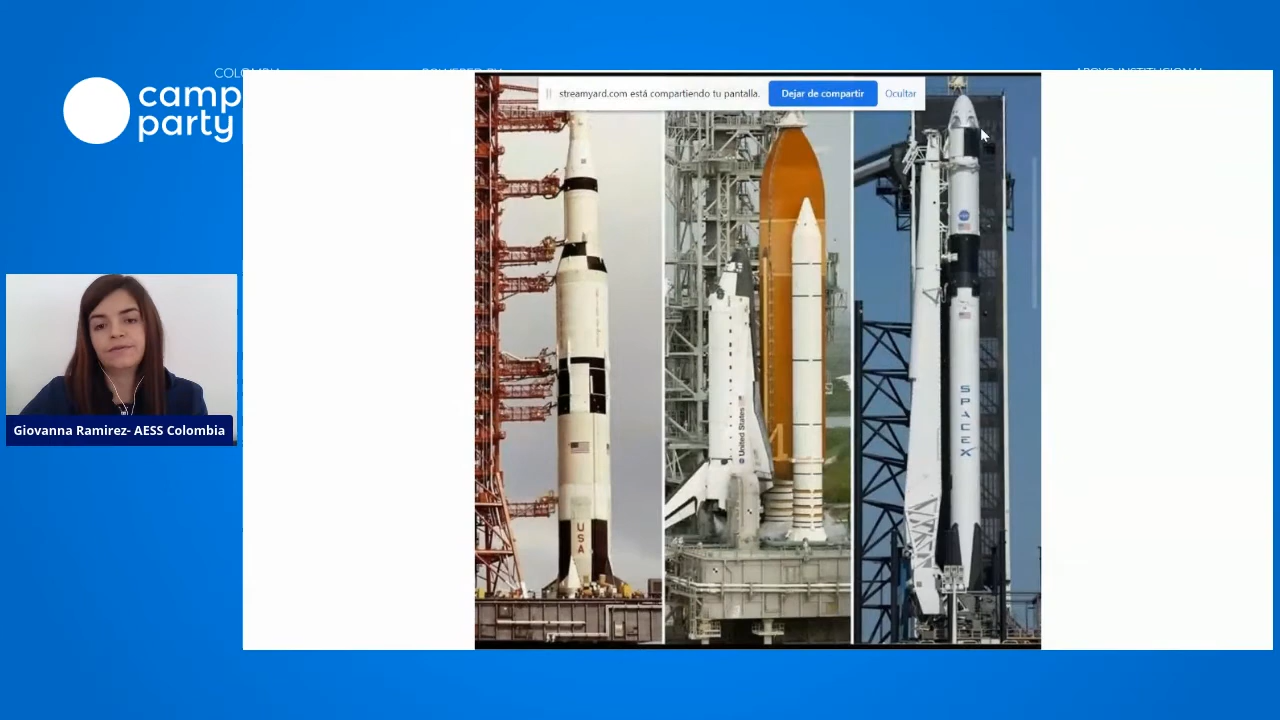 COLOMBIA
camp
party
streamyard.com está compartiendo tu pantalla.
Dejar de compartir
Ocultar
USA
United States
SPACEX
Giovanna Ramirez- AESS Colombia